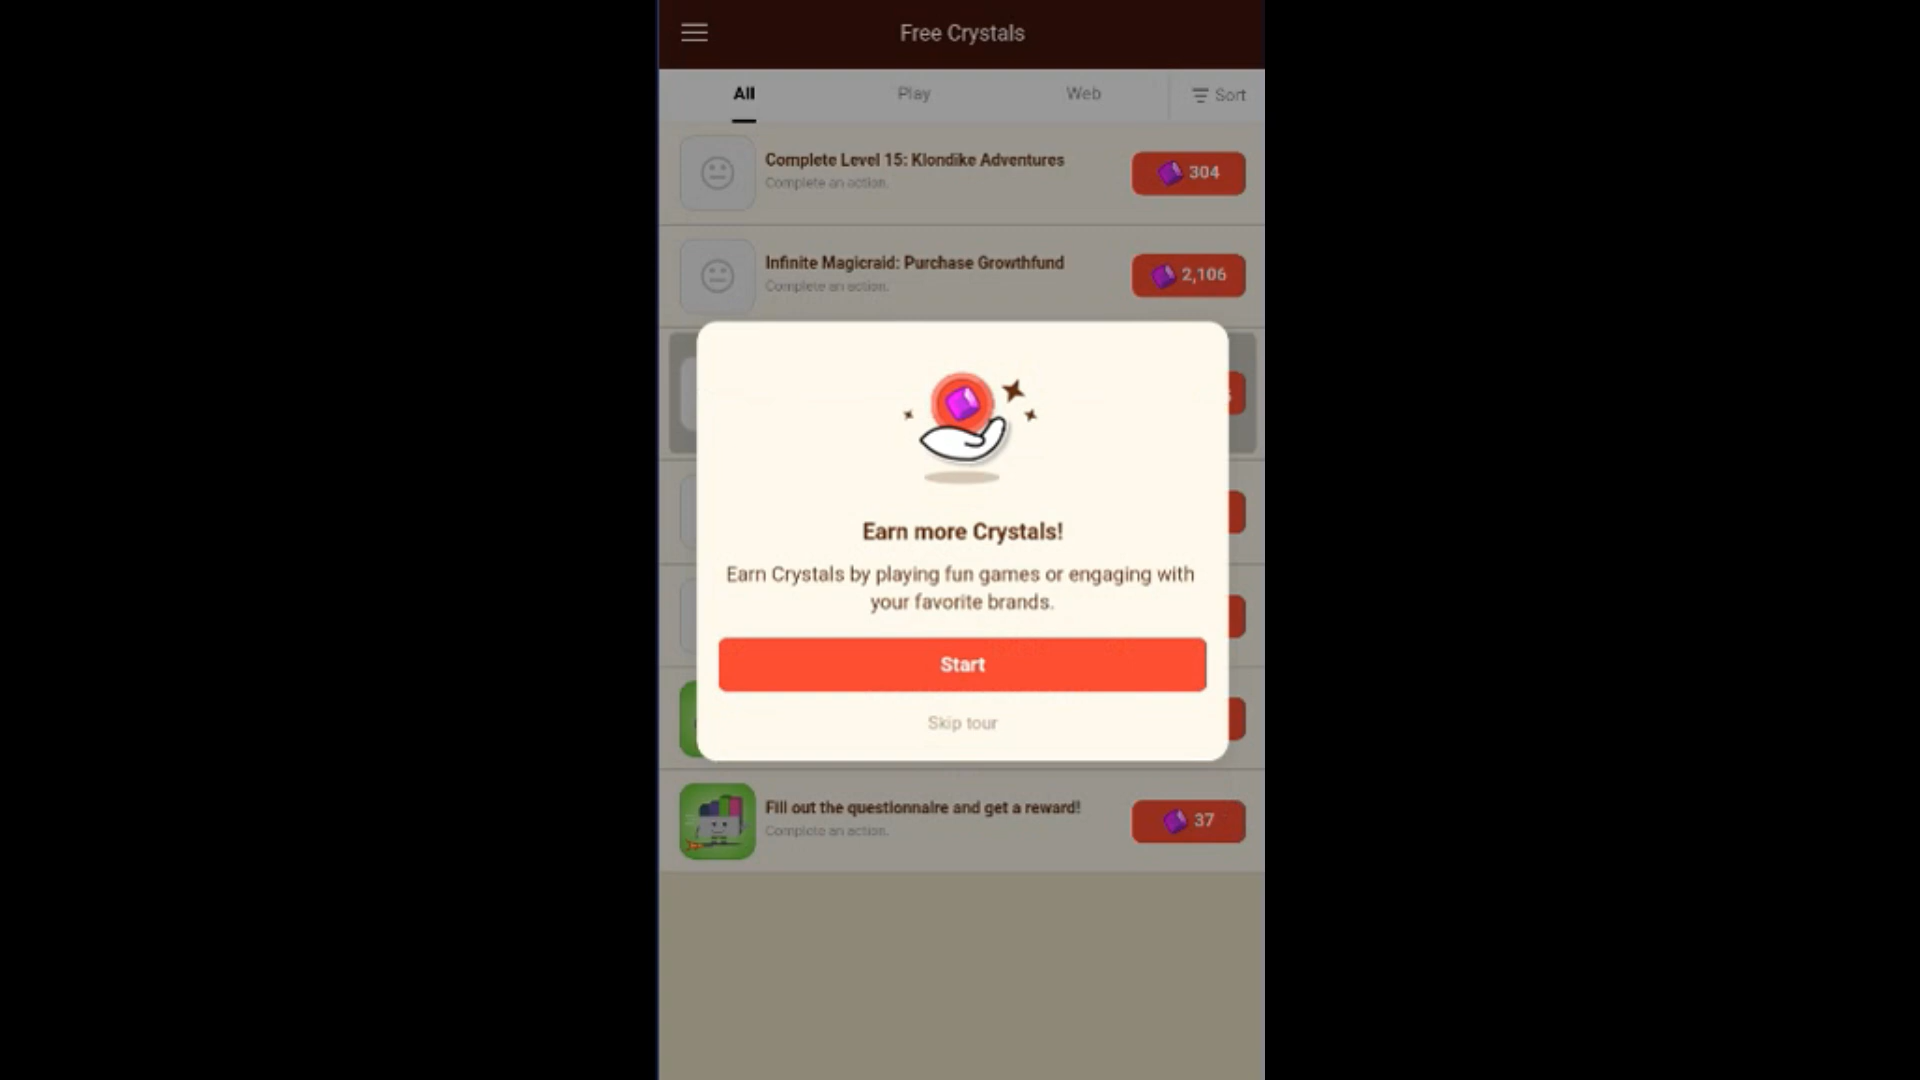 Free Crystals
All
Play
Web
Sort
Complete Level 15: Klondike Adventures
Complete an action.
304
Infinite Magicraid: Purchase Growthfund
Complete an action.
2,106
Earn more Crystals!
Earn Crystals by playing fun games or engaging with
your favorite brands.
Start
Skip tour
Fill out the questionnaire and get a reward!
Complete an action.
37